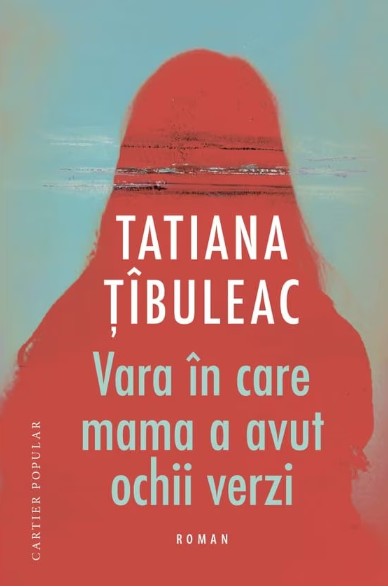 TATIANA
ȚÎBULEAC
Vara în care
mama a avut
ochii verzi
ROMAN
CARTIER POPULAR